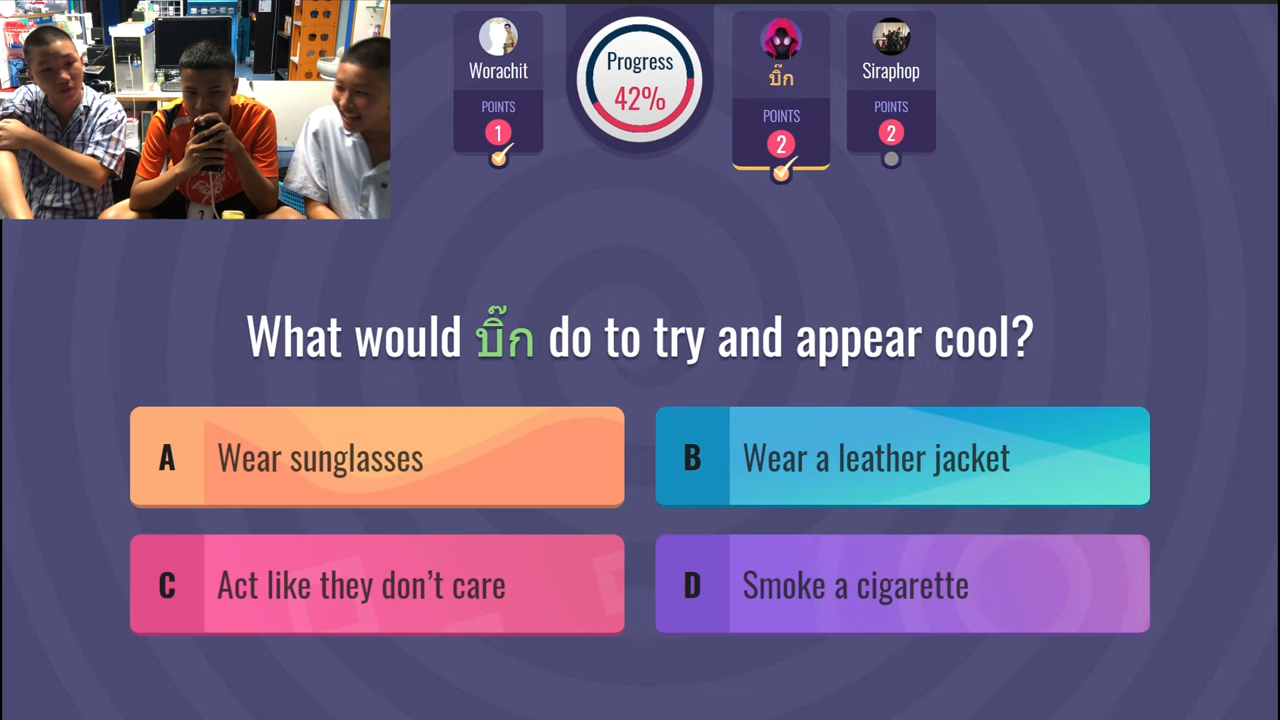 Worachit
POINTS
1
Progress
42%
บิ๊ก
POINTS
2
Siraphop
POINTS
2
What would บิ๊ก do to try and appear cool?
A Wear sunglasses
B Wear a leather jacket
C Act like they don't care
D Smoke a cigarette